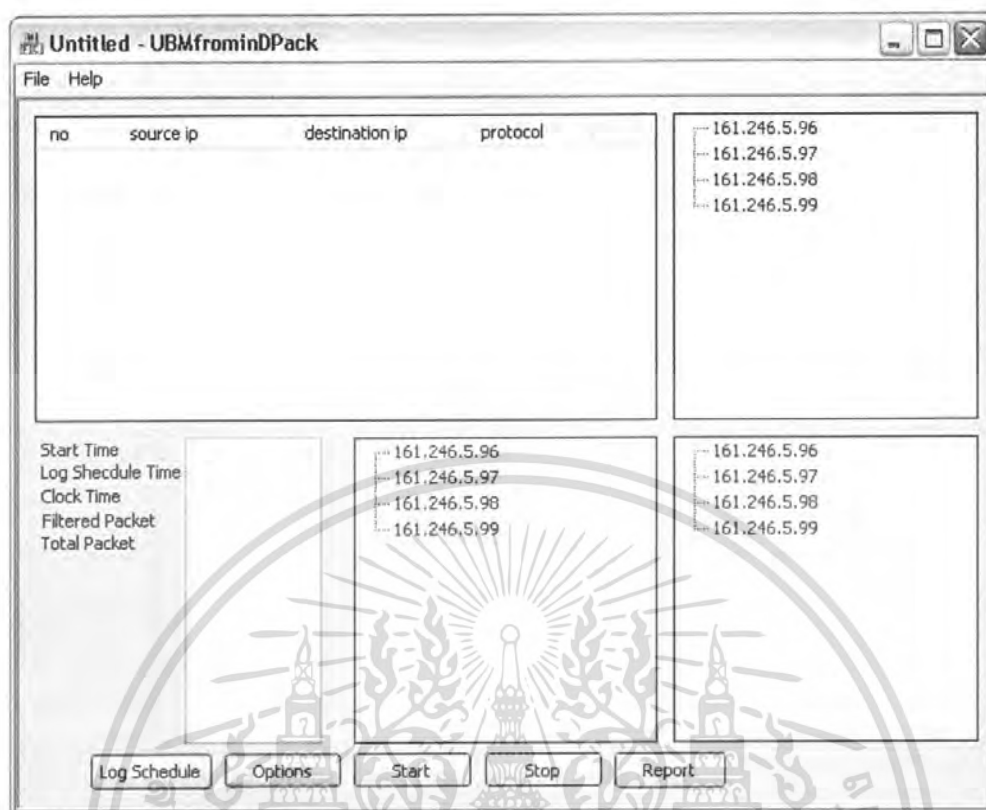 Untitled - UBMfrominDPack
File Help
no source ip destination ip protocol
161.246.5.96
161.246.5.97
161.246.5.98
161.246.5.99
Start Time
Log Shecdule Time
Clock Time
Filtered Packet
Total Packet
161.246.5.96
161.246.5.97
161.246.5.98
161.246.5.99
161.246.5.96
161.246.5.97
161.246.5.98
161.246.5.99
Log Schedule Options Start Stop Report